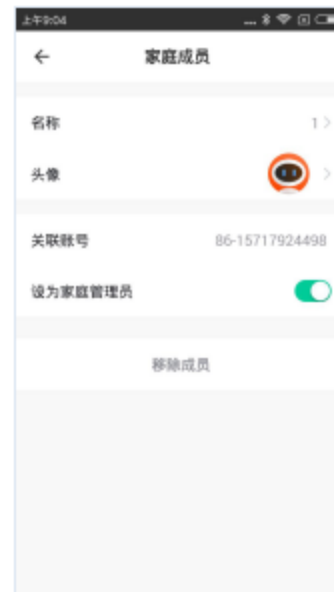 上午9:04
...
家庭成员
名称 1
头像
关联账号 86-15717924498
设为家庭管理员
移除成员